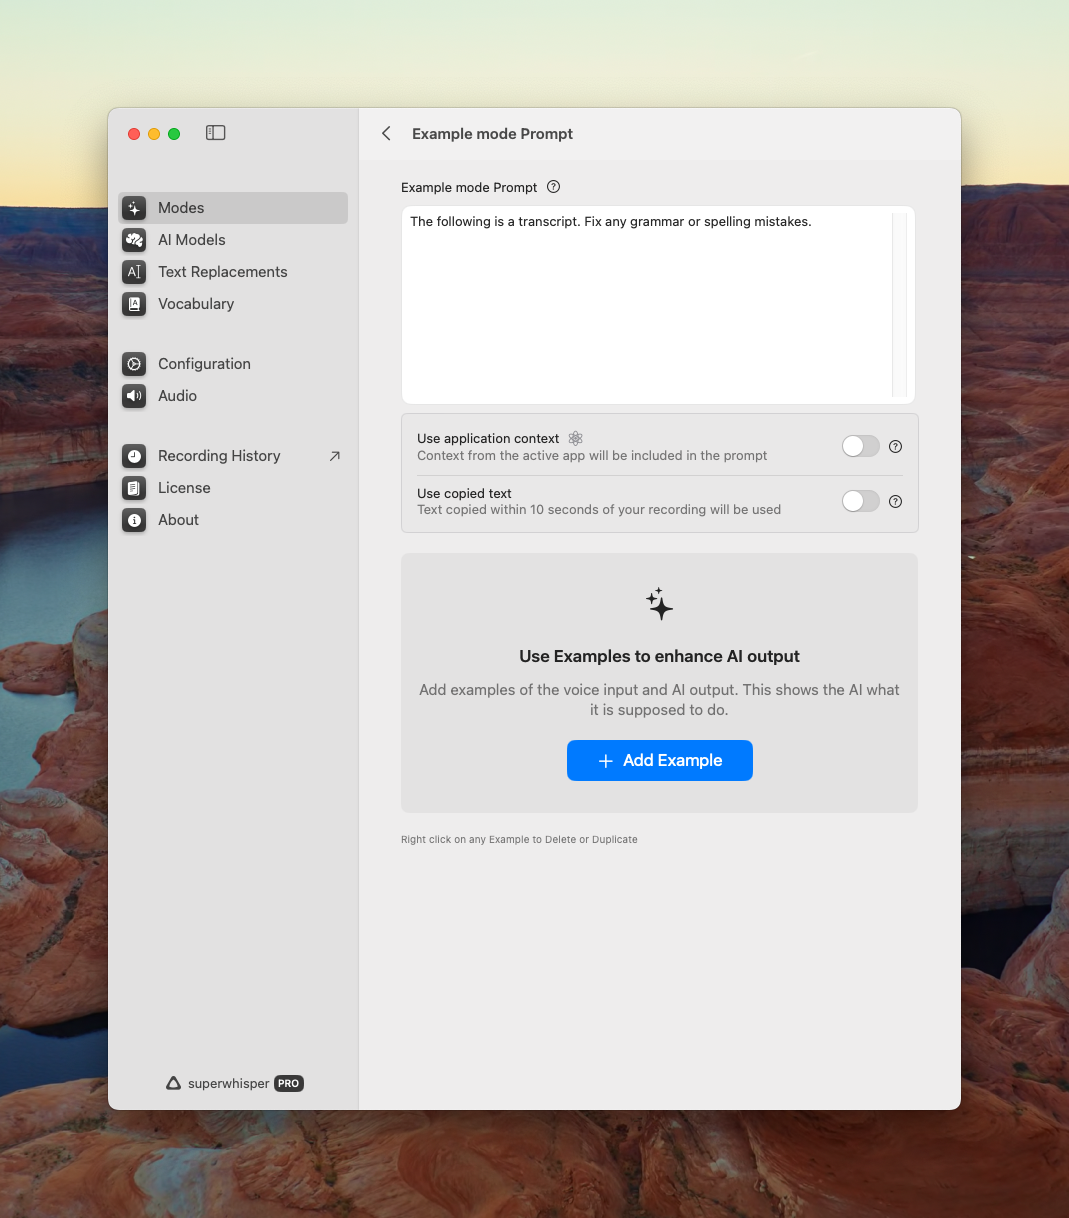 Example mode Prompt
Modes
AI Models
Text Replacements
Vocabulary
Configuration
Audio
Recording History
License
About
superwhisper PRO
Example mode Prompt
The following is a transcript. Fix any grammar or spelling mistakes.
Use application context
Context from the active app will be included in the prompt
Use copied text
Text copied within 10 seconds of your recording will be used
Use Examples to enhance AI output
Add examples of the voice input and AI output. This shows the AI what
it is supposed to do.
+ Add Example
Right click on any Example to Delete or Duplicate